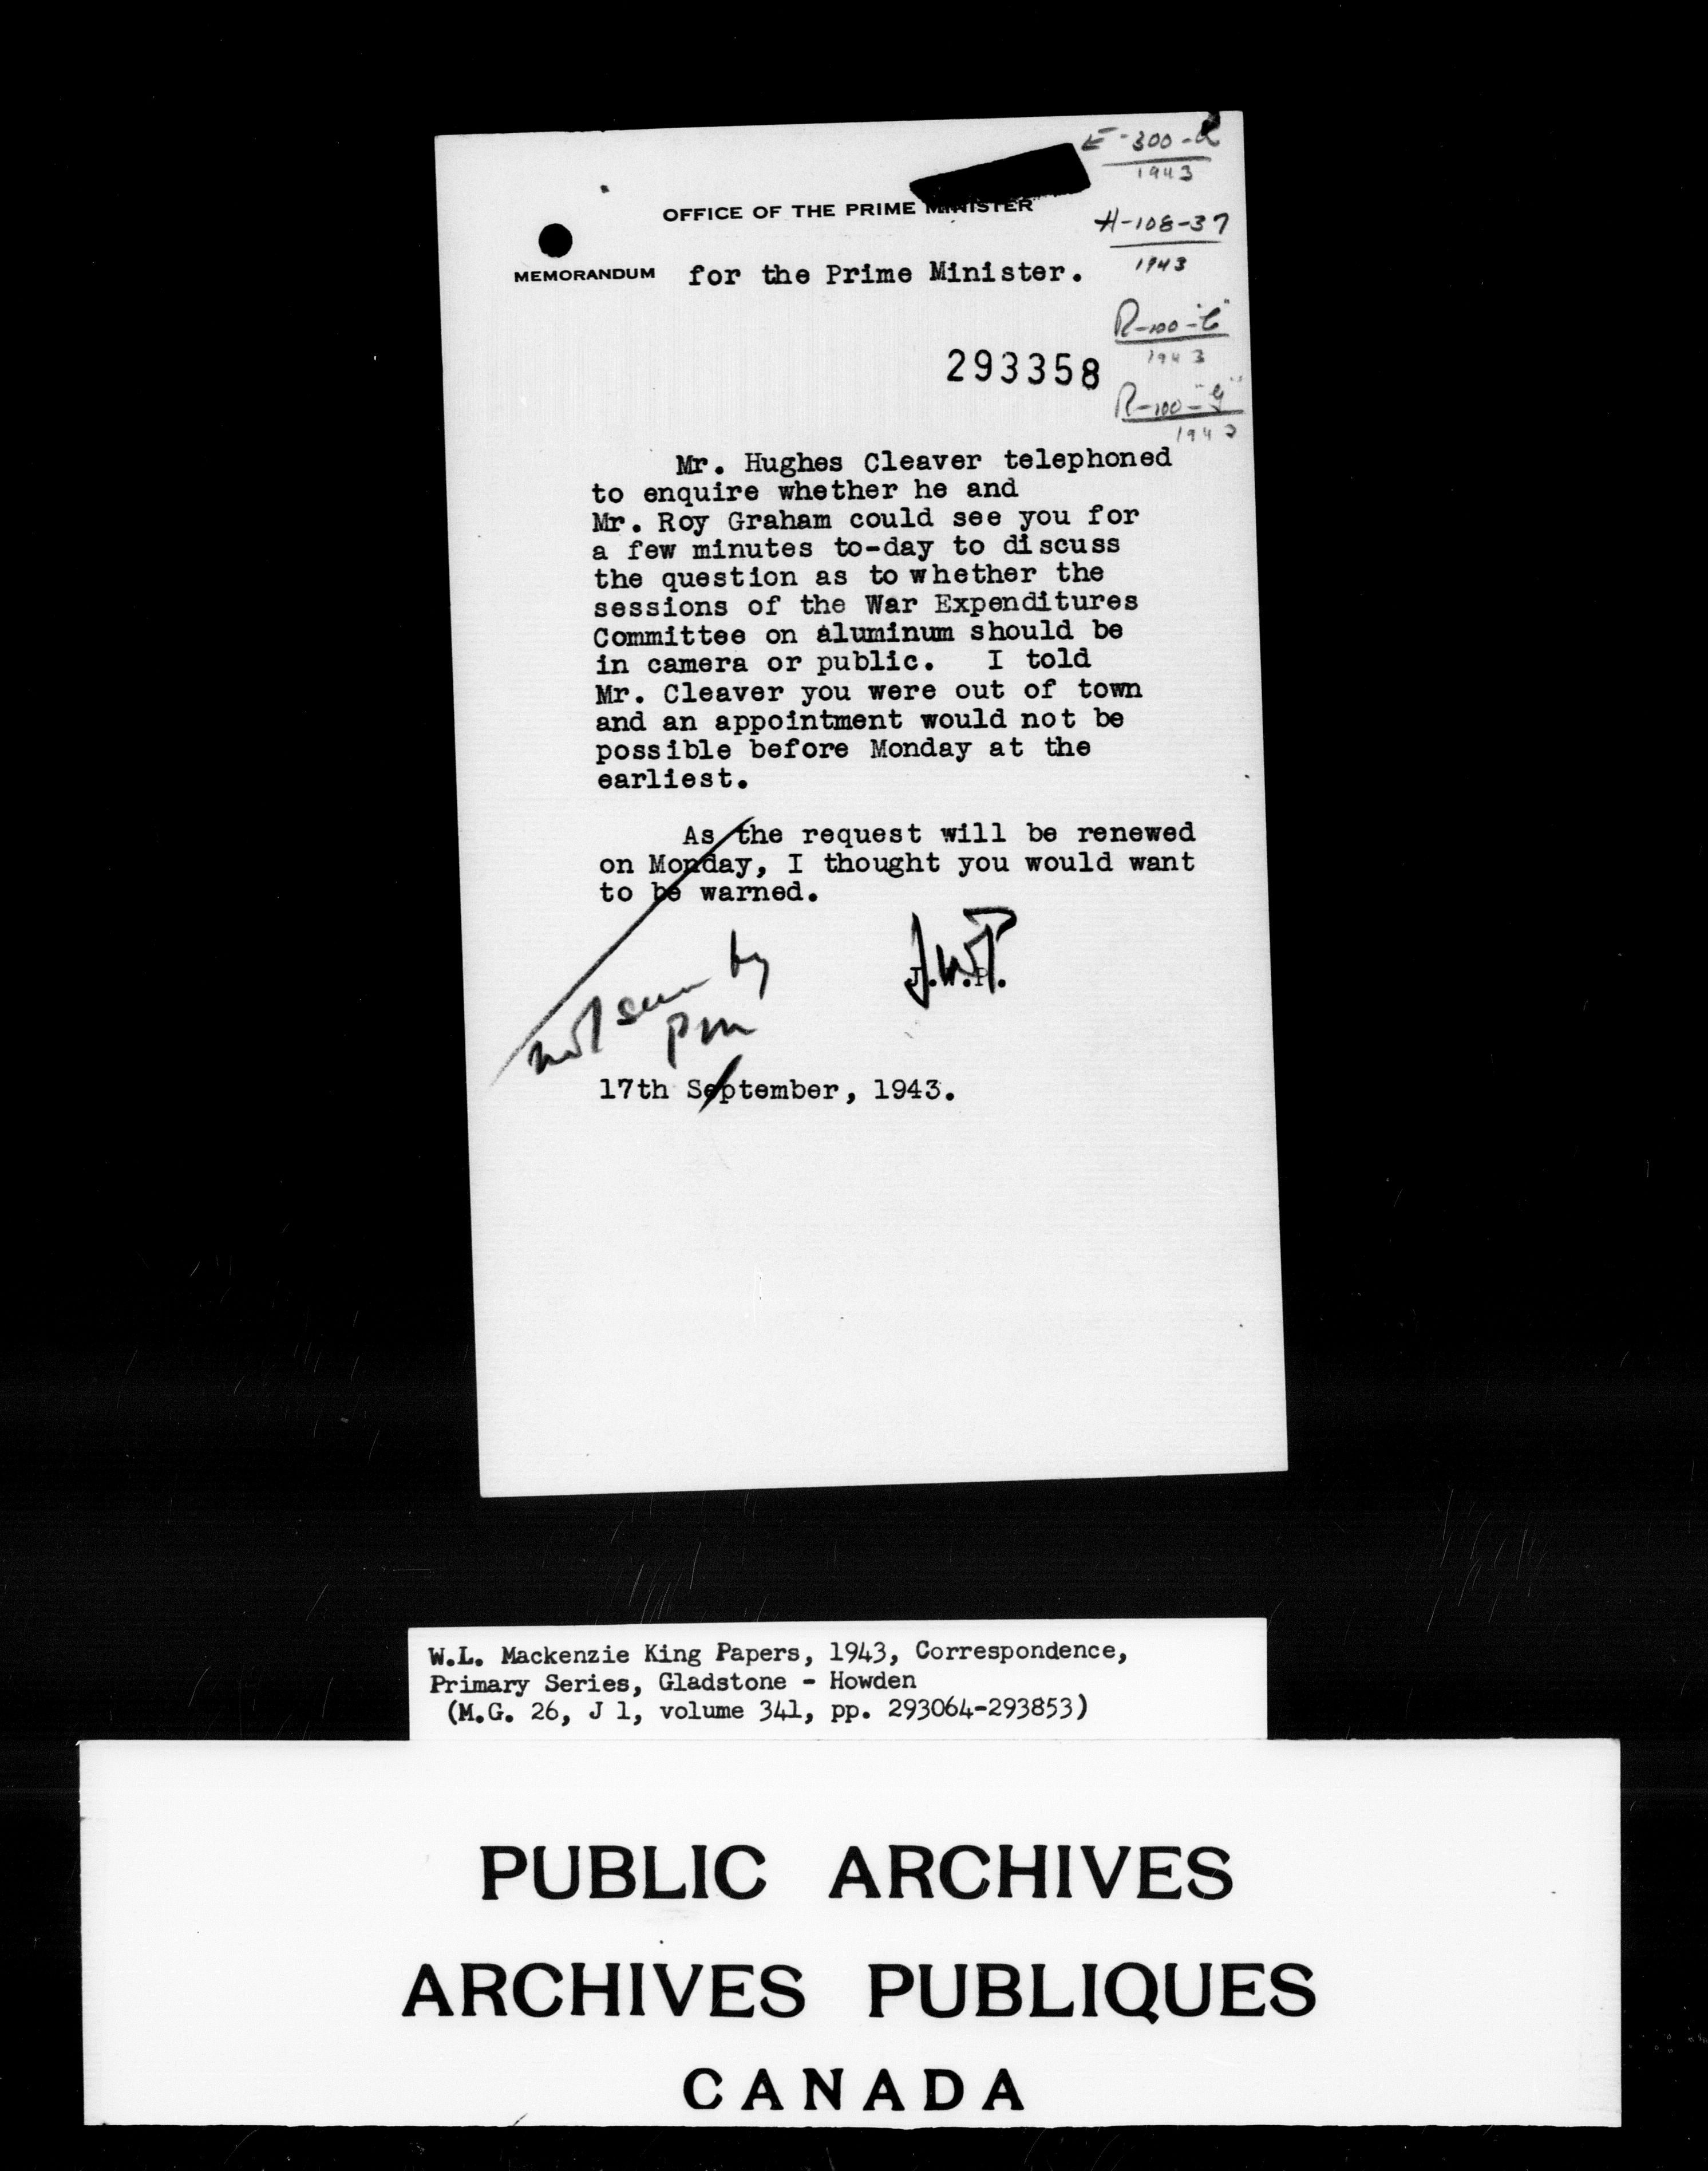 E-300-
1943
OFFICE OF THE PRIME MINISTER
H-108-37
1943
MEMORANDUM for the Prime Minister.
R-100-"C"
1943
293358
R-100-"G"
194
Mr. Hughes Cleaver telephoned
to enquire whether he and
Mr. Roy Graham could see you for
a few minutes to-day to discuss
the question as to whether the
sessions of the War Expenditures
Committee on aluminum should be
in camera or public. I told
Mr. Cleaver you were out of town
and an appointment would not be
possible before Monday at the
earliest.
As the request will be renewed
on Monday, I thought you would want
to be warned.
J.W.P.
J.W.P.
not seen by
pm
17th September, 1943.
W.L. Mackenzie King Papers, 1943, Correspondence,
Primary Series, Gladstone - Howden
(M.G. 26, J 1, volume 341, pp. 293064-293853)
PUBLIC ARCHIVES
ARCHIVES PUBLIQUES
CANADA